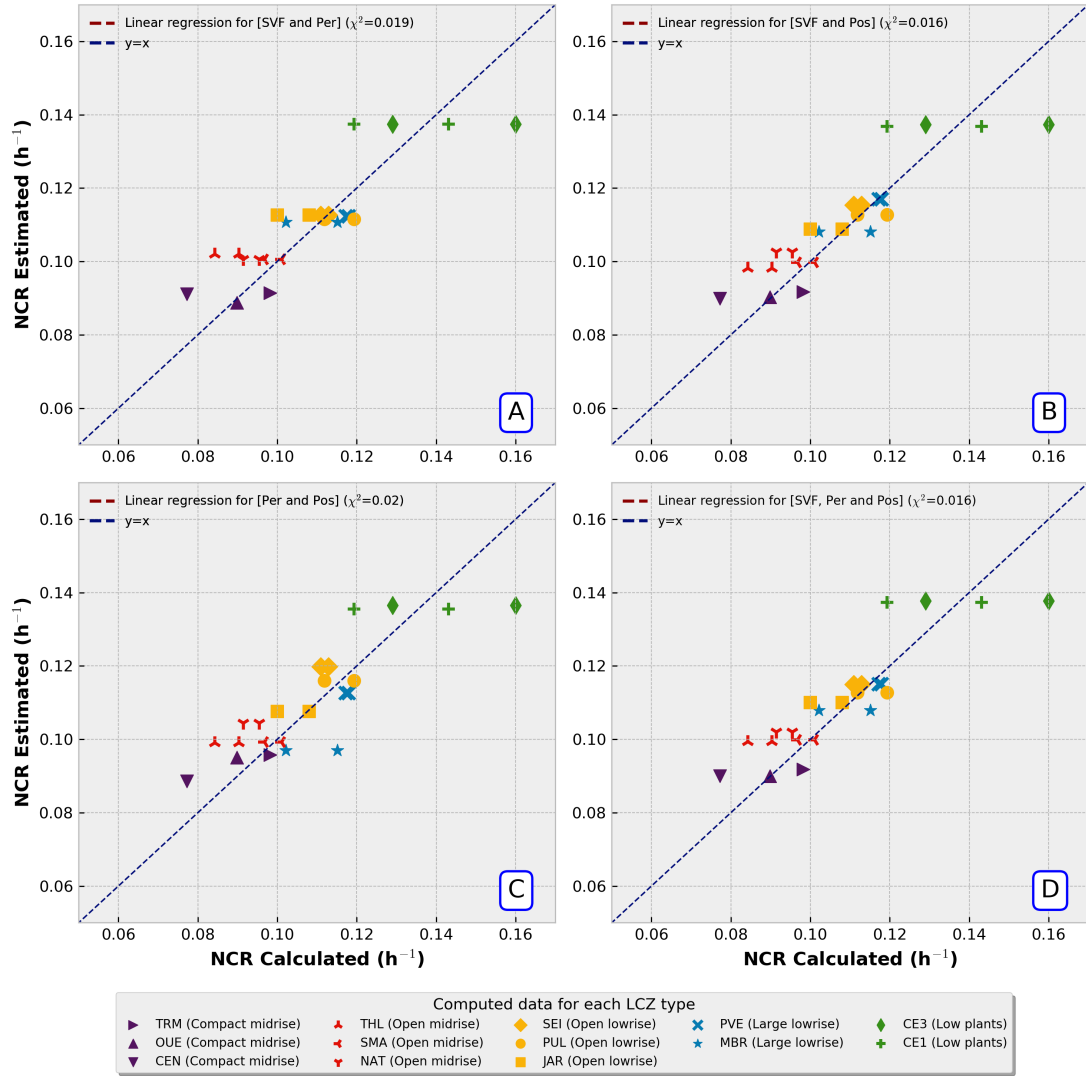 Linear regression for [SVF and Per] (χ²=0.019)
y=x
0.16
0.14
0.12
0.10
0.08
0.06
NCR Estimated (h⁻¹)
A
0.06 0.08 0.10 0.12 0.14 0.16
Linear regression for [SVF and Pos] (χ²=0.016)
y=x
0.16
0.14
0.12
0.10
0.08
0.06
B
0.06 0.08 0.10 0.12 0.14 0.16
Linear regression for [Per and Pos] (χ²=0.02)
y=x
0.16
0.14
0.12
0.10
0.08
0.06
NCR Estimated (h⁻¹)
C
0.06 0.08 0.10 0.12 0.14 0.16
NCR Calculated (h⁻¹)
Linear regression for [SVF, Per and Pos] (χ²=0.016)
y=x
0.16
0.14
0.12
0.10
0.08
0.06
D
0.06 0.08 0.10 0.12 0.14 0.16
NCR Calculated (h⁻¹)
Computed data for each LCZ type
TRM (Compact midrise) THL (Open midrise) SEI (Open lowrise) PVE (Large lowrise) CE3 (Low plants)
OUE (Compact midrise) SMA (Open midrise) PUL (Open lowrise) MBR (Large lowrise) CE1 (Low plants)
CEN (Compact midrise) NAT (Open midrise) JAR (Open lowrise)